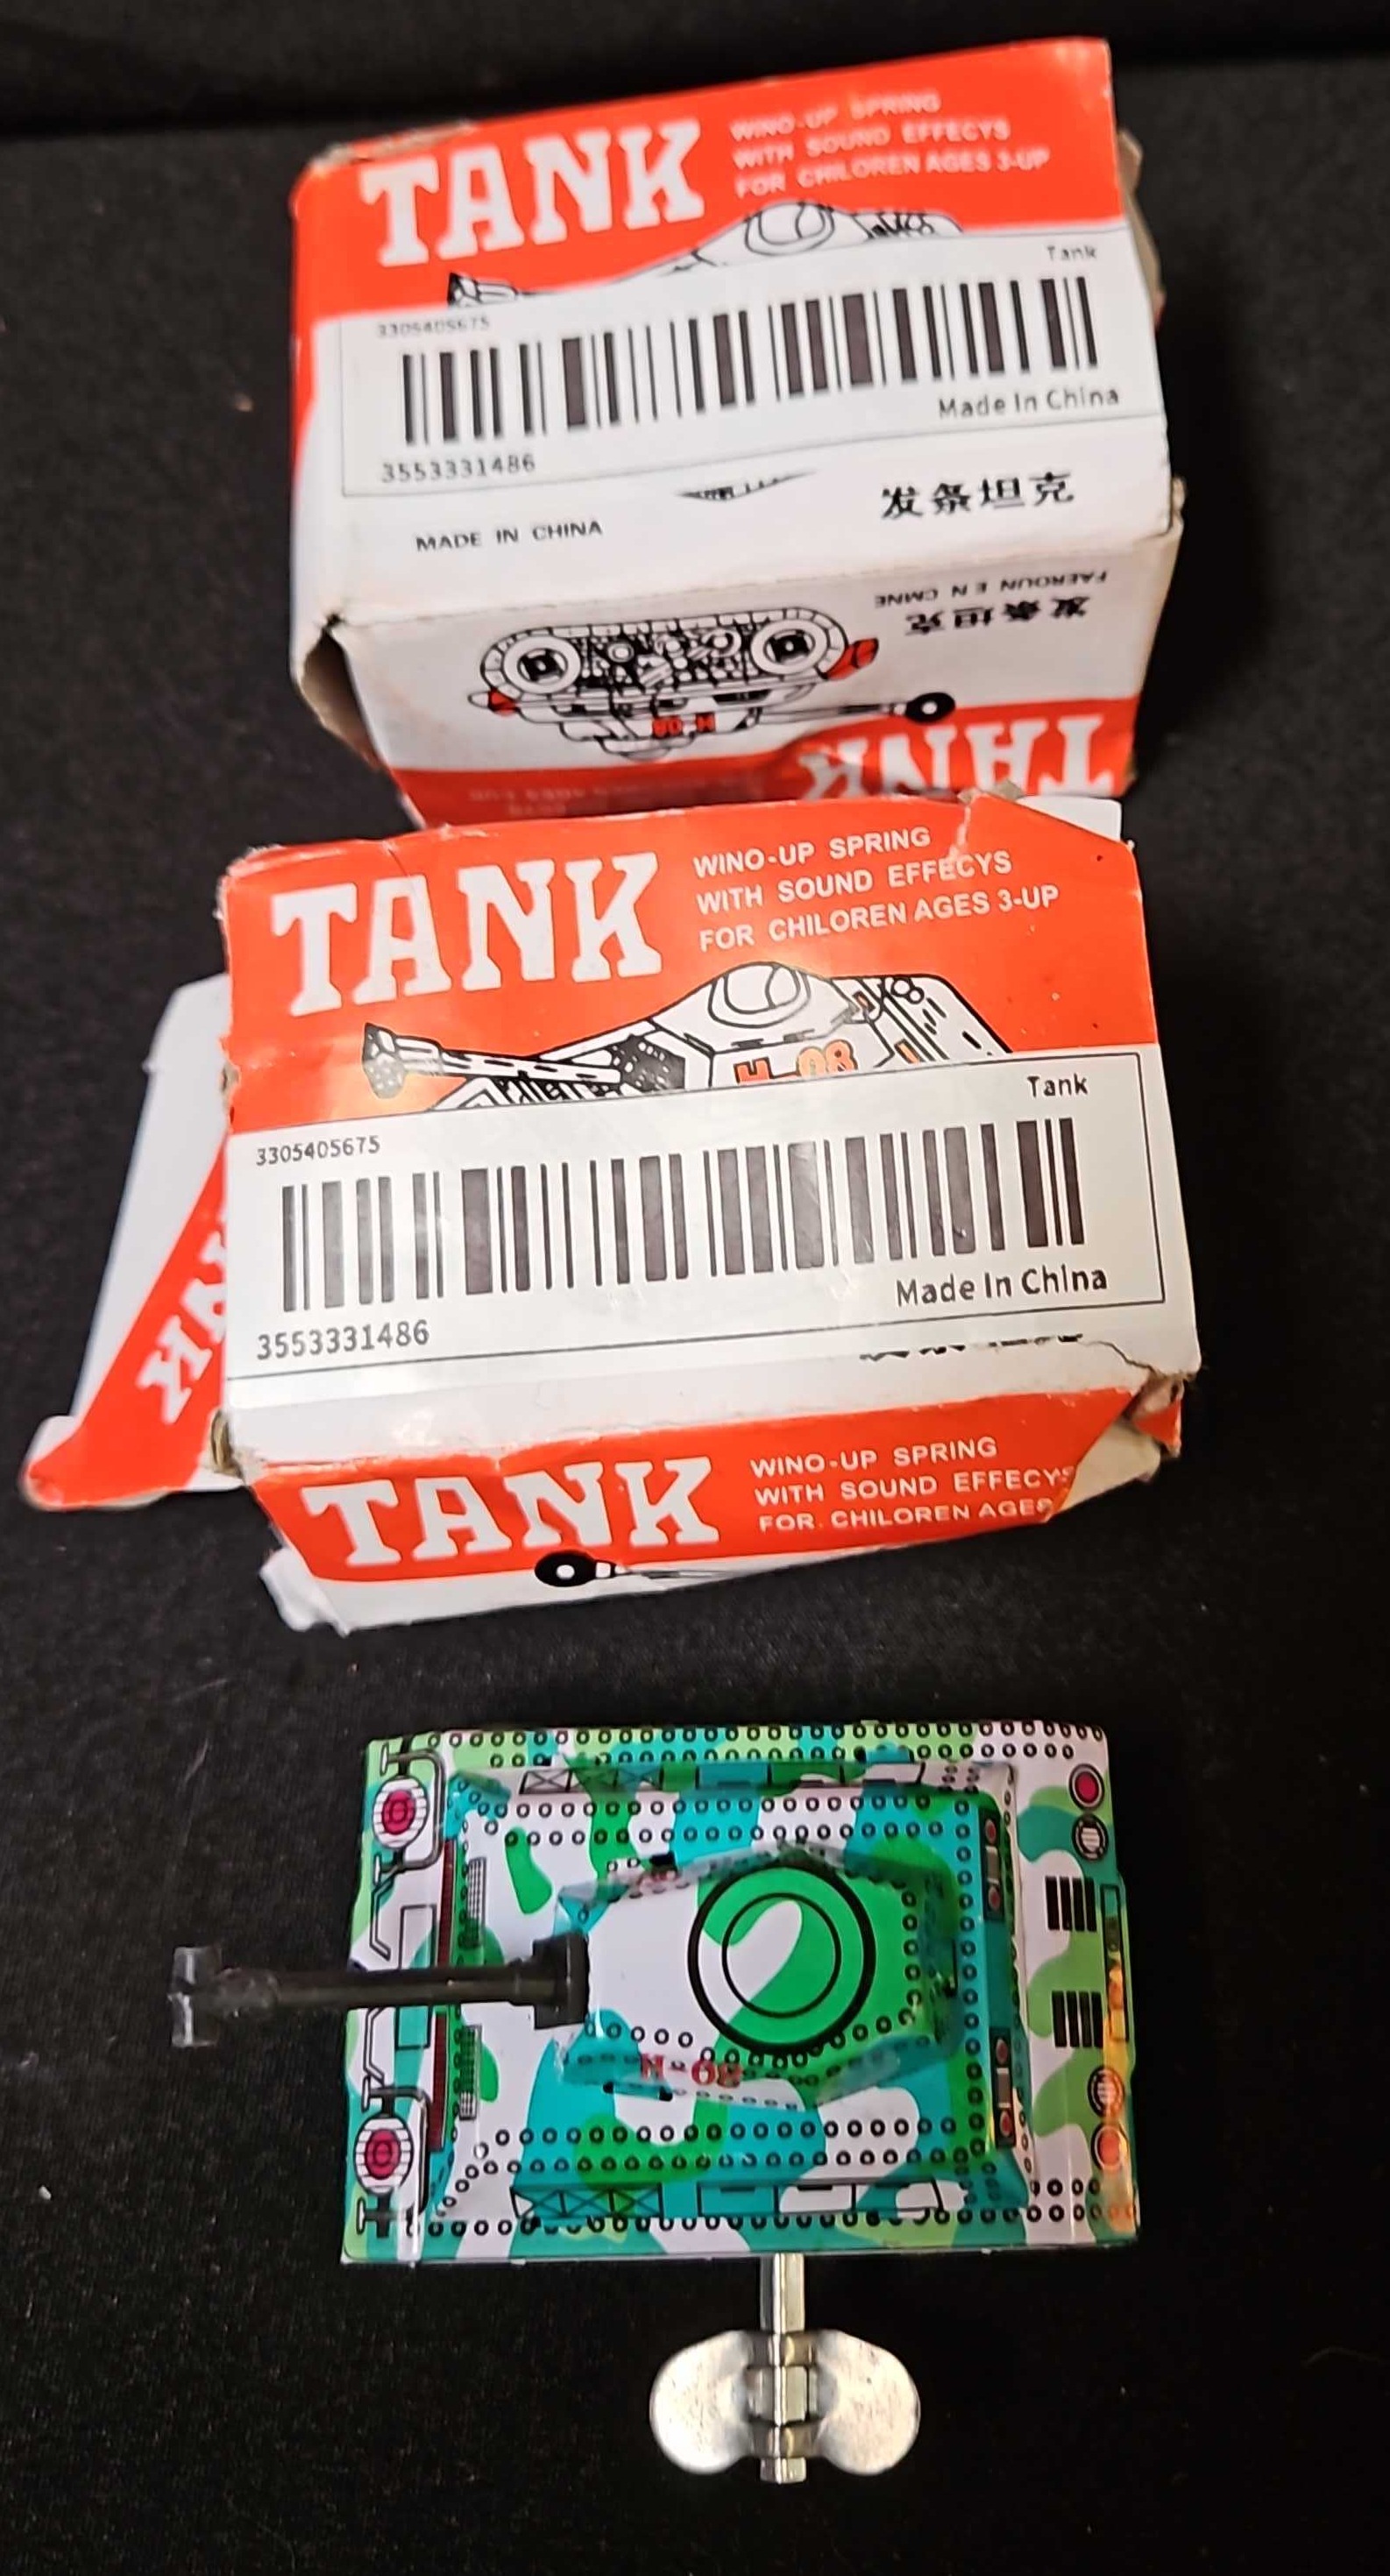 TANK
WINO-UP SPRING
WITH SOUND EFFECYS
FOR CHILOREN AGES 3-UP
Tank
3305405675
Made In China
3553331486
发条坦克
MADE IN CHINA
FAEROUN E N CMNE
发条坦克
H 08
TANK
TANK
WINO-UP SPRING
WITH SOUND EFFECYS
FOR CHILOREN AGES 3-UP
H-08
Tank
3305405675
Made In China
3553331486
TANK
WINO-UP SPRING
WITH SOUND EFFECYS
FOR CHILOREN AGES
H-08